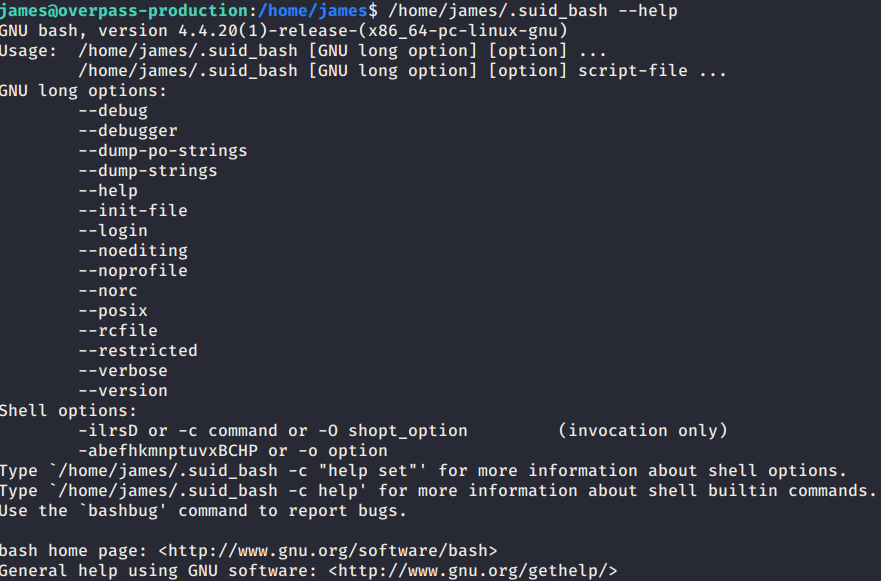 james@overpass-production:/home/james$ /home/james/.suid_bash --help
GNU bash, version 4.4.20(1)-release-(x86_64-pc-linux-gnu)
Usage:  /home/james/.suid_bash [GNU long option] [option] ...
        /home/james/.suid_bash [GNU long option] [option] script-file ...
GNU long options:
        --debug
        --debugger
        --dump-po-strings
        --dump-strings
        --help
        --init-file
        --login
        --noediting
        --noprofile
        --norc
        --posix
        --rcfile
        --restricted
        --verbose
        --version
Shell options:
        -ilrsD or -c command or -O shopt_option         (invocation only)
        -abefhkmnptuvxBCHP or -o option
Type `/home/james/.suid_bash -c "help set"' for more information about shell options.
Type `/home/james/.suid_bash -c help' for more information about shell builtin commands.
Use the `bashbug' command to report bugs.

bash home page: <http://www.gnu.org/software/bash>
General help using GNU software: <http://www.gnu.org/gethelp/>